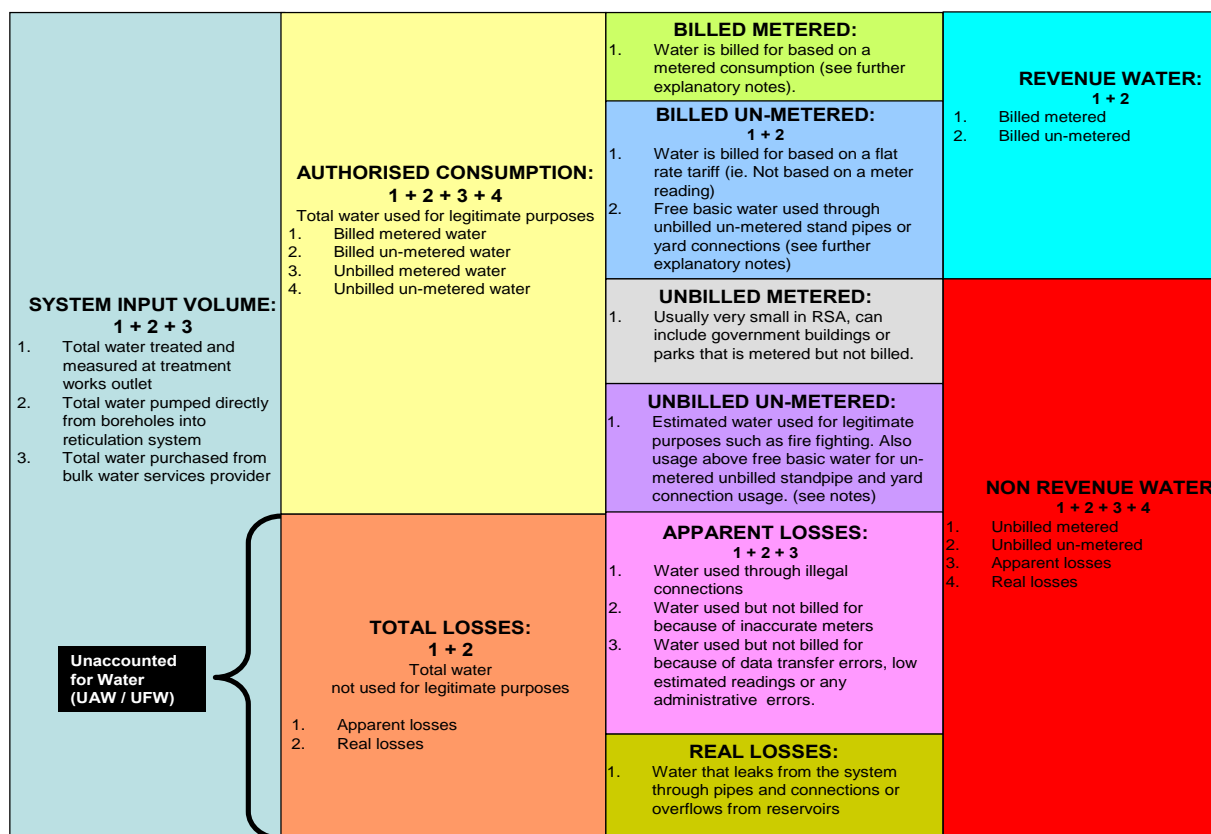 SYSTEM INPUT VOLUME:
1 + 2 + 3
1. Total water treated and
measured at treatment
works outlet
2. Total water pumped directly
from boreholes into
reticulation system
3. Total water purchased from
bulk water services provider
Unaccounted
for Water
(UAW / UFW)
AUTHORISED CONSUMPTION:
1 + 2 + 3 + 4
Total water used for legitimate purposes
1. Billed metered water
2. Billed un-metered water
3. Unbilled metered water
4. Unbilled un-metered water
TOTAL LOSSES:
1 + 2
Total water
not used for legitimate purposes
1. Apparent losses
2. Real losses
BILLED METERED:
1. Water is billed for based on a
metered consumption (see further
explanatory notes).
BILLED UN-METERED:
1 + 2
1. Water is billed for based on a flat
rate tariff (ie. Not based on a meter
reading)
2. Free basic water used through
unbilled un-metered stand pipes or
yard connections (see further
explanatory notes)
UNBILLED METERED:
1. Usually very small in RSA, can
include government buildings or
parks that is metered but not billed.
UNBILLED UN-METERED:
1. Estimated water used for legitimate
purposes such as fire fighting. Also
usage above free basic water for un-
metered unbilled standpipe and yard
connection usage. (see notes)
APPARENT LOSSES:
1 + 2 + 3
1. Water used through illegal
connections
2. Water used but not billed for
because of inaccurate meters
3. Water used but not billed for
because of data transfer errors, low
estimated readings or any
administrative errors.
REAL LOSSES:
1. Water that leaks from the system
through pipes and connections or
overflows from reservoirs
REVENUE WATER:
1 + 2
1. Billed metered
2. Billed un-metered
NON REVENUE WATER
1 + 2 + 3 + 4
1. Unbilled metered
2. Unbilled un-metered
3. Apparent losses
4. Real losses